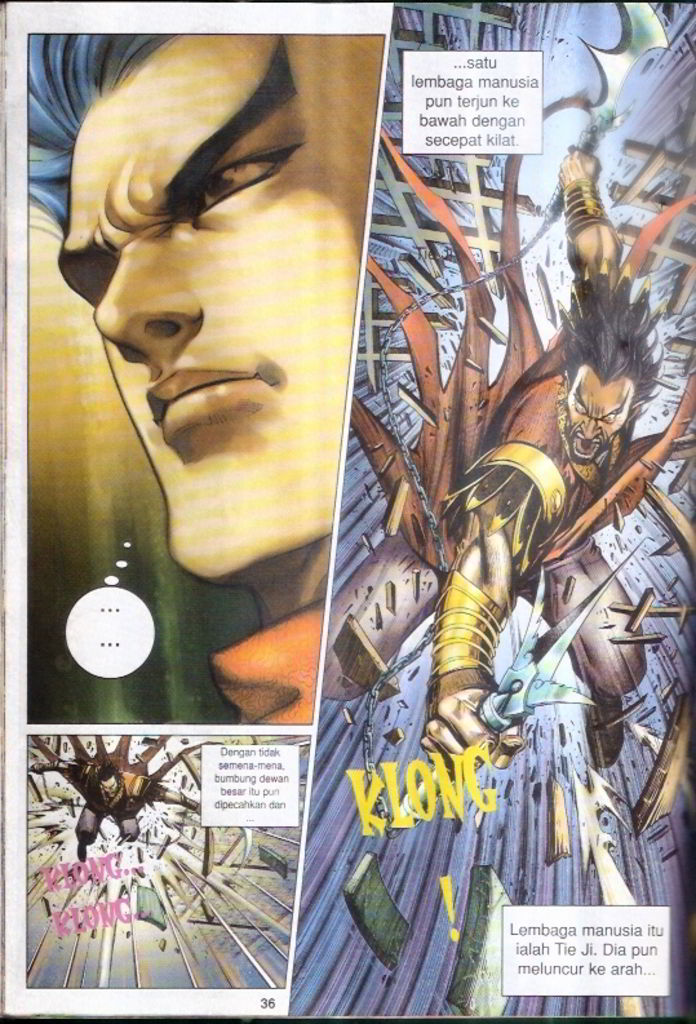 ...
...
Dengan tidak
semena-mena,
bumbung dewan
besar itu pun
dipecahkan dan
...
KLONG...
KLONG...
...satu
lembaga manusia
pun terjun ke
bawah dengan
secepat kilat.
KLONG
!
Lembaga manusia itu
ialah Tie Ji. Dia pun
meluncur ke arah...
36